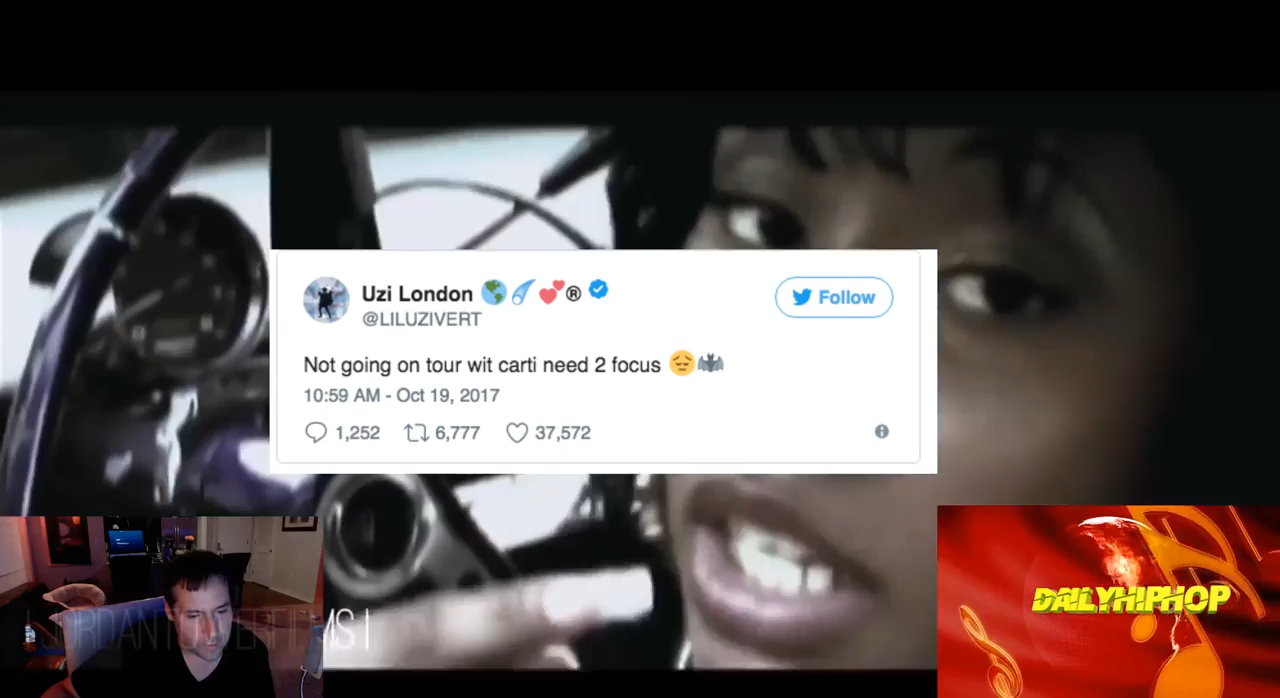 Uzi London 🌎☄️💕®
@LILUZIVERT
Follow
Not going on tour wit carti need 2 focus 😔🦇
10:59 AM - Oct 19, 2017
1,252 6,777 37,572
DAILYHIPHOP